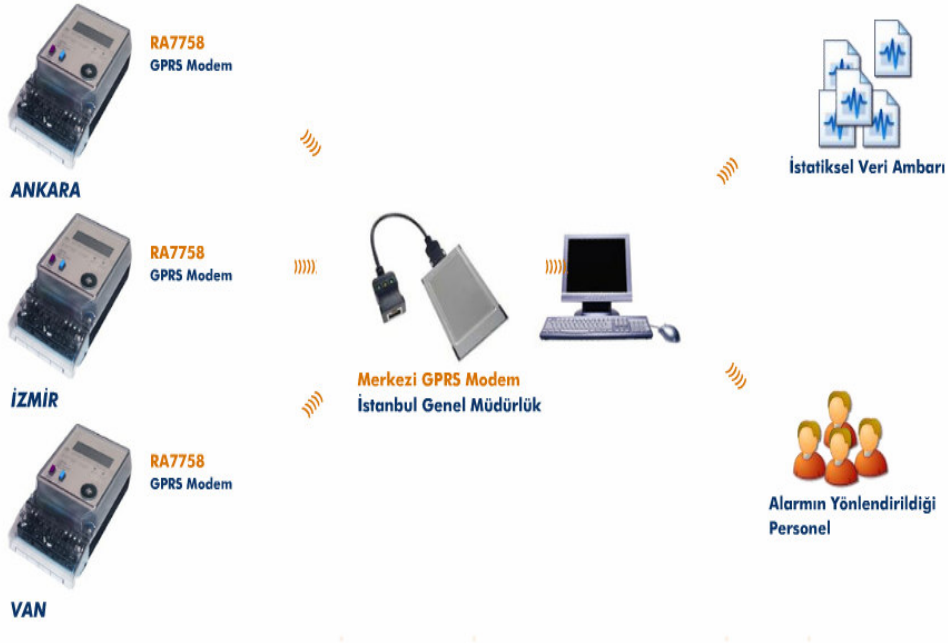 RA7758
GPRS Modem
ANKARA
İstatiksel Veri Ambarı
RA7758
GPRS Modem
İZMİR
Merkezi GPRS Modem
İstanbul Genel Müdürlük
RA7758
GPRS Modem
VAN
Alarmın Yönlendirildiği
Personel